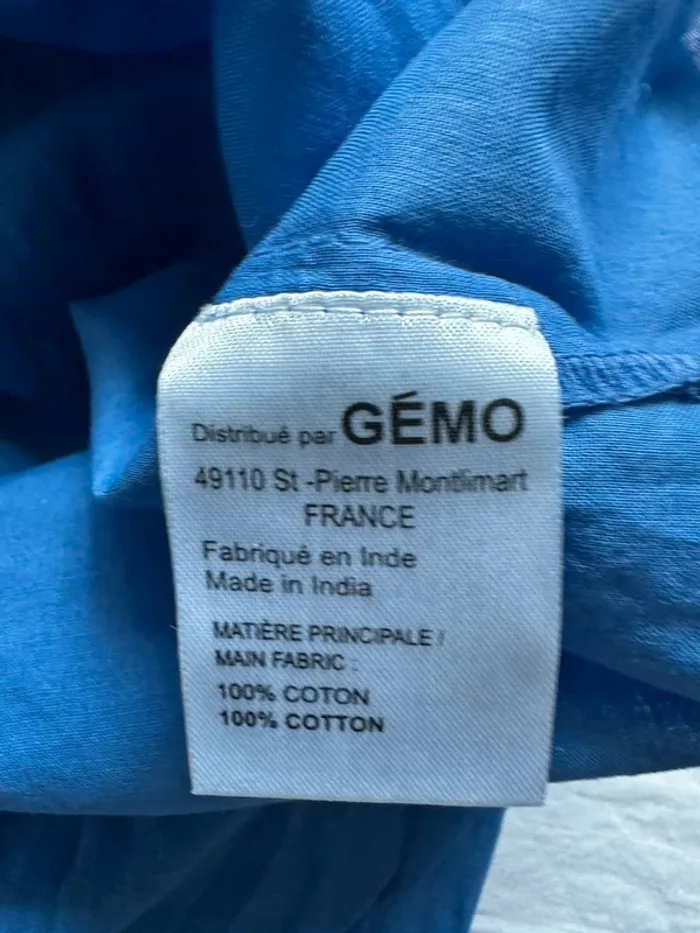 Distribué par GÉMO
49110 St -Pierre Montlimart
FRANCE
Fabriqué en Inde
Made in India
MATIÈRE PRINCIPALE /
MAIN FABRIC :
100% COTON
100% COTTON